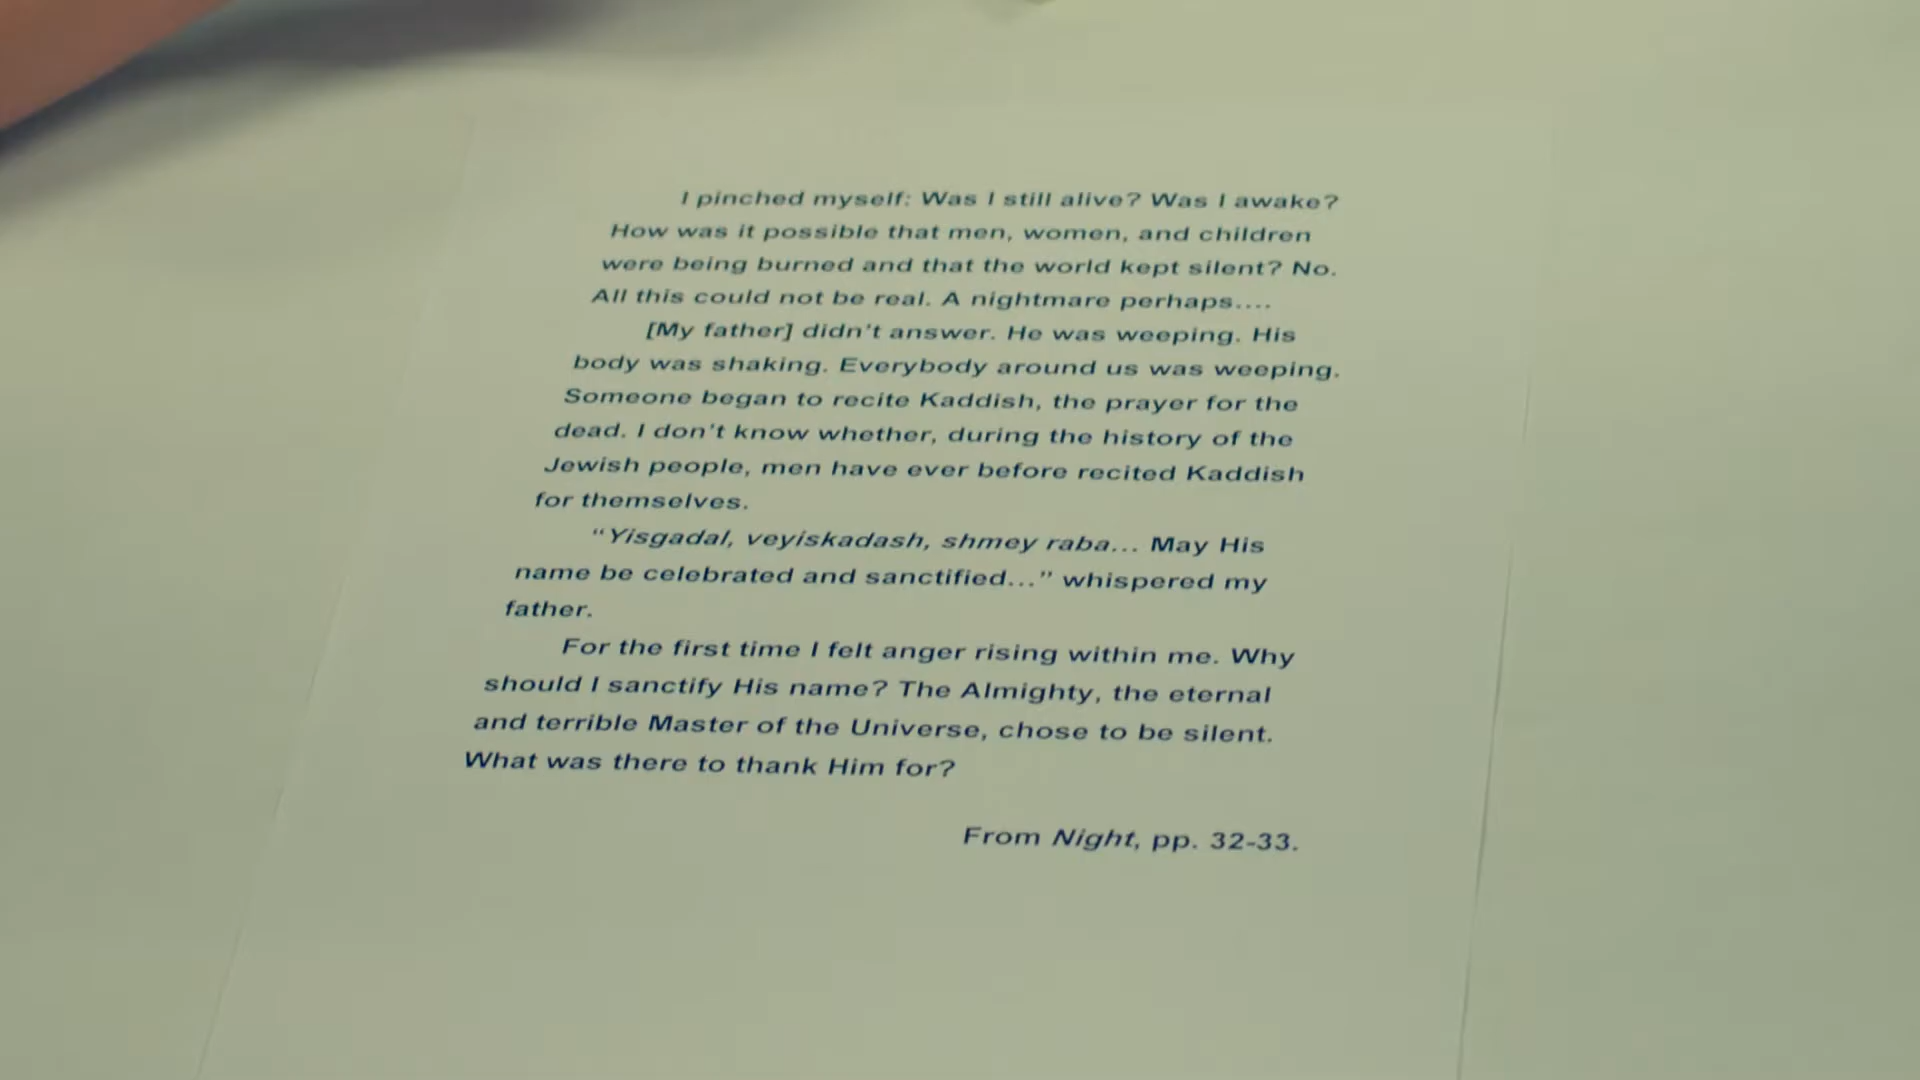 I pinched myself: Was I still alive? Was I awake?
How was it possible that men, women, and children
were being burned and that the world kept silent? No.
All this could not be real. A nightmare perhaps....
[My father] didn't answer. He was weeping. His
body was shaking. Everybody around us was weeping.
Someone began to recite Kaddish, the prayer for the
dead. I don't know whether, during the history of the
Jewish people, men have ever before recited Kaddish
for themselves.
“Yisgadal, veyiskadash, shmey raba... May His
name be celebrated and sanctified...” whispered my
father.
For the first time I felt anger rising within me. Why
should I sanctify His name? The Almighty, the eternal
and terrible Master of the Universe, chose to be silent.
What was there to thank Him for?
From Night, pp. 32-33.